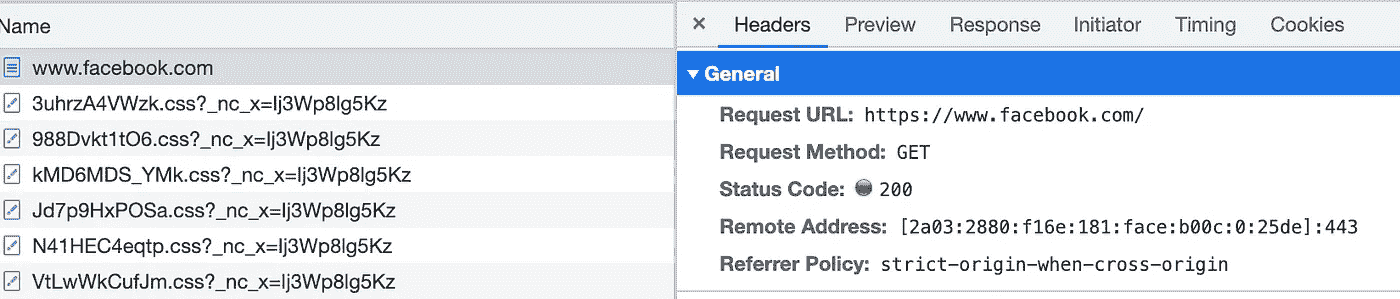 Name
www.facebook.com
3uhrzA4VWzk.css?_nc_x=Ij3Wp8lg5Kz
988Dvkt1tO6.css?_nc_x=Ij3Wp8lg5Kz
kMD6MDS_YMk.css?_nc_x=Ij3Wp8lg5Kz
Jd7p9HxPOSa.css?_nc_x=Ij3Wp8lg5Kz
N41HEC4eqtp.css?_nc_x=Ij3Wp8lg5Kz
VtLwWkCufJm.css?_nc_x=Ij3Wp8lg5Kz
× Headers Preview Response Initiator Timing Cookies
General
Request URL: https://www.facebook.com/
Request Method: GET
Status Code: 200
Remote Address: [2a03:2880:f16e:181:face:b00c:0:25de]:443
Referrer Policy: strict-origin-when-cross-origin